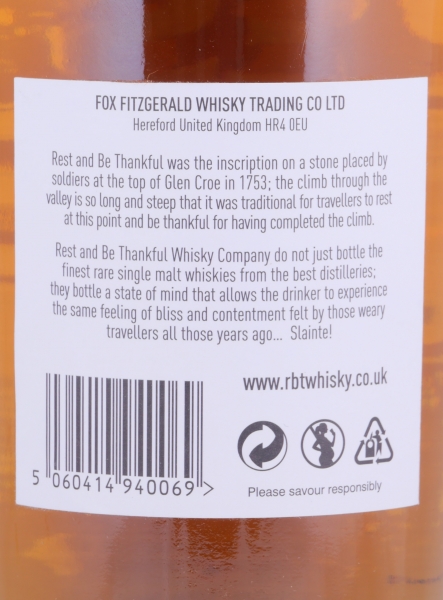 FOX FITZGERALD WHISKY TRADING CO LTD
Hereford United Kingdom HR4 0EU
Rest and Be Thankful was the inscription on a stone placed by
soldiers at the top of Glen Croe in 1753; the climb through the
valley is so long and steep that it was traditional for travellers to rest
at this point and be thankful for having completed the climb.
Rest and Be Thankful Whisky Company do not just bottle the
finest rare single malt whiskies from the best distilleries;
they bottle a state of mind that allows the drinker to experience
the same feeling of bliss and contentment felt by those weary
travellers all those years ago... Slainte!
www.rbtwhisky.co.uk
5 060414 940069 >
Please savour responsibly